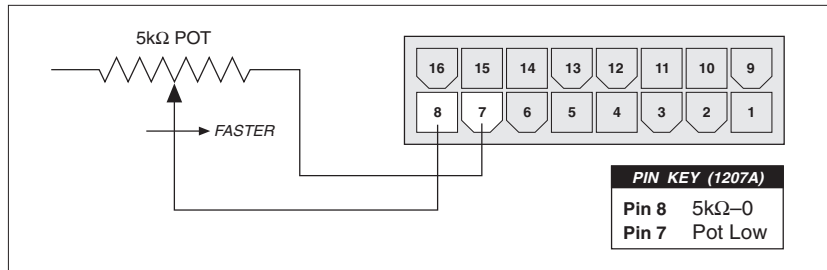 5kΩ POT
FASTER
16 15 14 13 12 11 10 9
8 7 6 5 4 3 2 1
PIN KEY (1207A)
Pin 8 5kΩ–0
Pin 7 Pot Low